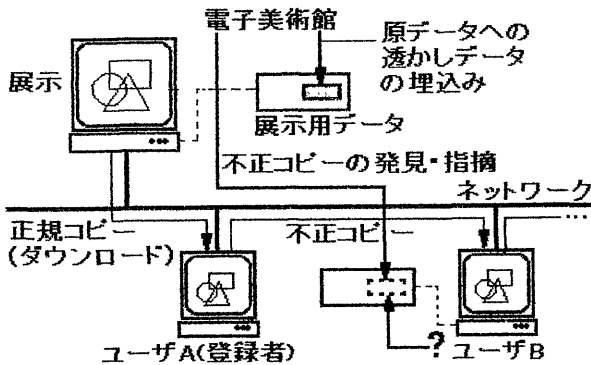 電子美術館
原データへの
透かしデータ
の埋込み
展示
展示用データ
不正コピーの発見・指摘
ネットワーク
正規コピー
(ダウンロード)
不正コピー
...
?
ユーザA(登録者)
ユーザB